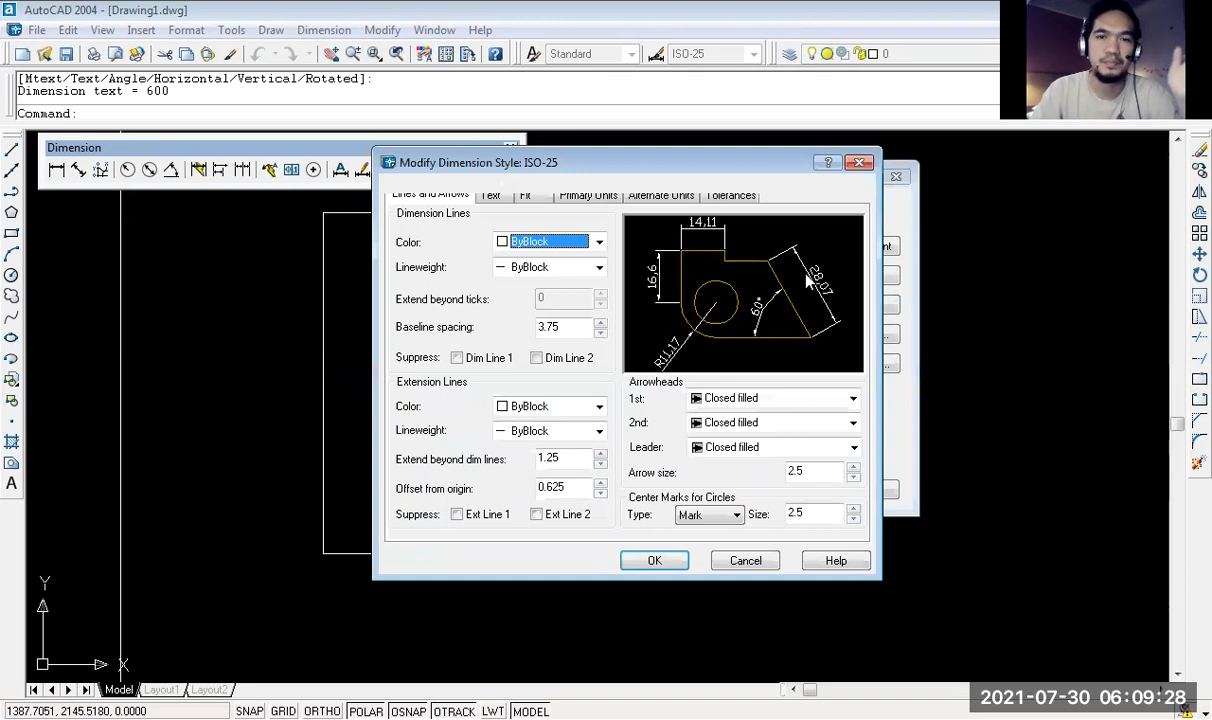 AutoCAD 2004 - [Drawing1.dwg]
File Edit View Insert Format Tools Draw Dimension Modify Window Help
Standard ISO-25 0
[Mtext/Text/Angle/Horizontal/Vertical/Rotated]:
Dimension text = 600
Command:
Dimension
Modify Dimension Style: ISO-25
Lines and Arrows Text Fit Primary Units Alternate Units Tolerances
Dimension Lines
Color: ByBlock
Lineweight: ByBlock
Extend beyond ticks: 0
Baseline spacing: 3.75
Suppress: Dim Line 1 Dim Line 2
Extension Lines
Color: ByBlock
Lineweight: ByBlock
Extend beyond dim lines: 1.25
Offset from origin: 0.625
Suppress: Ext Line 1 Ext Line 2
14,11
16,6
28,07
60°
R11,17
Arrowheads
1st: Closed filled
2nd: Closed filled
Leader: Closed filled
Arrow size: 2.5
Center Marks for Circles
Type: Mark Size: 2.5
OK Cancel Help
Y
X
Model Layout1 Layout2
1387.7051, 2145.5180, 0.0000 SNAP GRID ORTHO POLAR OSNAP OTRACK LWT MODEL
2021-07-30 06:09:28